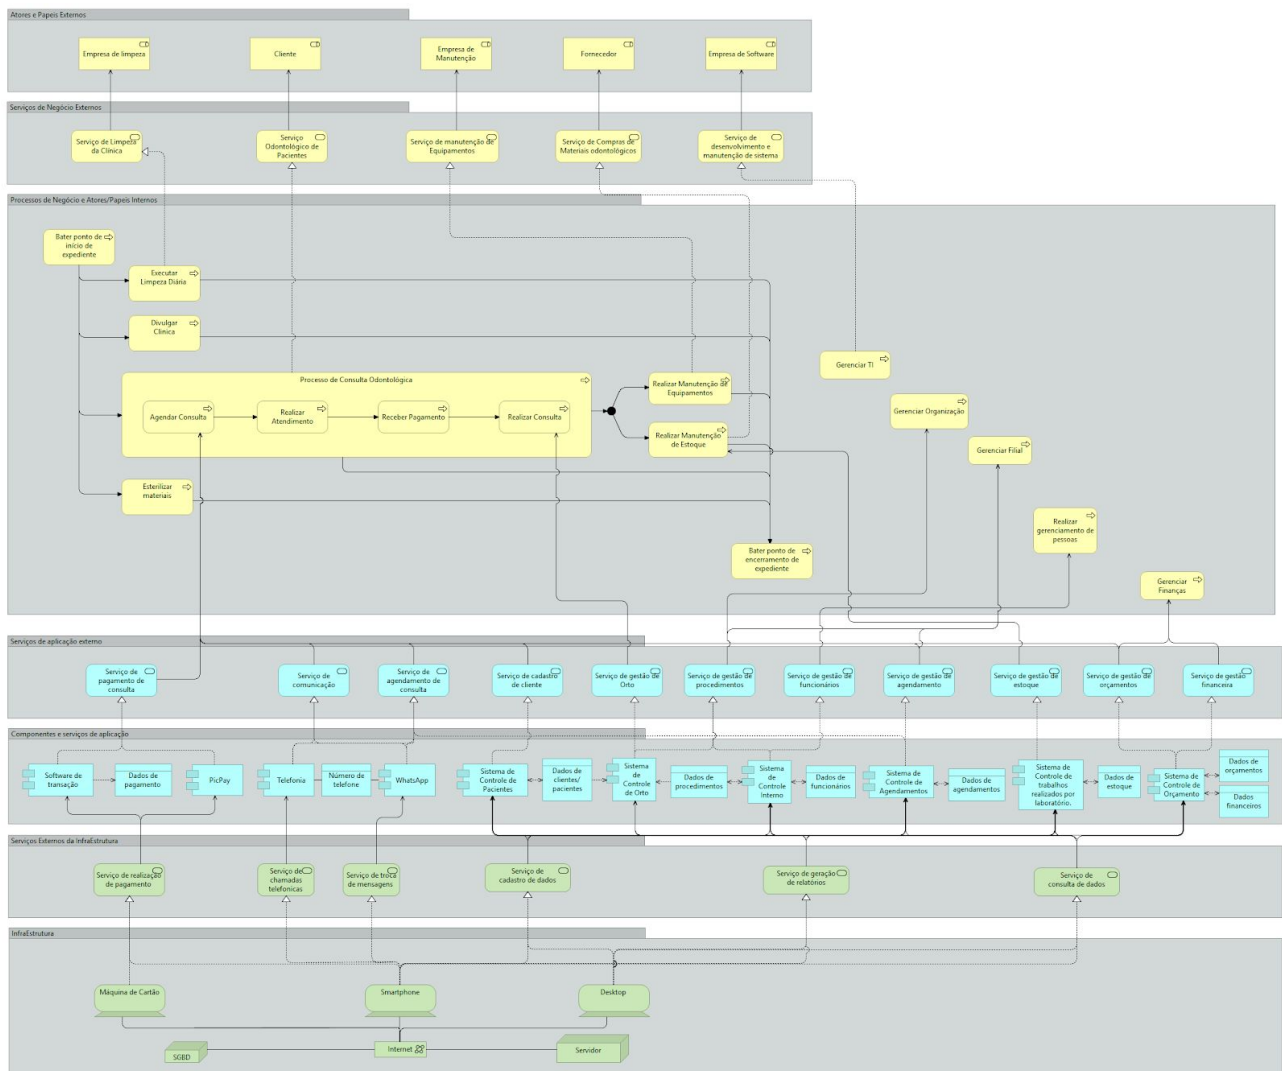 Atores e Papeis Externos
Empresa de limpeza
Cliente
Empresa de
Manutenção
Fornecedor
Empresa de Software
Serviços de Negócio Externos
Serviço de Limpeza
da Clínica
Serviço
Odontológico de
Pacientes
Serviço de manutenção de
Equipamentos
Serviço de Compras de
Materiais odontológicos
Serviço de
desenvolvimento e
manutenção de sistema
Processos de Negócio e Atores/Papeis Internos
Bater ponto de
início de
expediente
Executar
Limpeza Diária
Divulgar
Clinica
Processo de Consulta Odontológica
Agendar Consulta
Realizar
Atendimento
Receber Pagamento
Realizar Consulta
Realizar Manutenção de
Equipamentos
Realizar Manutenção
de Estoque
Gerenciar TI
Gerenciar Organização
Gerenciar Filial
Esterilizar
materiais
Realizar
gerenciamento de
pessoas
Bater ponto de
encerramento de
expediente
Gerenciar
Finanças
Serviços de aplicação externo
Serviço de
pagamento de
consulta
Serviço de
comunicação
Serviço de
agendamento de
consulta
Serviço de cadastro
de cliente
Serviço de gestão de
Orto
Serviço de gestão de
procedimentos
Serviço de gestão de
funcionários
Serviço de gestão de
agendamento
Serviço de gestão de
estoque
Serviço de gestão de
orçamentos
Serviço de gestão
financeira
Componentes e serviços de aplicação
Software de
transação
Dados de
pagamento
PicPay
Telefonia
Número de
telefone
WhatsApp
Sistema de
Controle de
Pacientes
Dados de
clientes/
pacientes
Sistema
de
Controle
de Orto
Dados de
procedimentos
Sistema
de
Controle
Interno
Dados de
funcionários
Sistema de
Controle de
Agendamentos
Dados de
agendamentos
Sistema de
Controle de
trabalhos
realizados por
laboratório.
Dados de
estoque
Sistema de
Controle de
Orçamento
Dados de
orçamentos
Dados
financeiros
Serviços Externos da InfraEstrutura
Serviço de realização
de pagamento
Serviço de
chamadas
telefonicas
Serviço de troca
de mensagens
Serviço de
cadastro de dados
Serviço de geração
de relatórios
Serviço de
consulta de dados
InfraEstrutura
Máquina de Cartão
Smartphone
Desktop
SGBD
Internet
Servidor